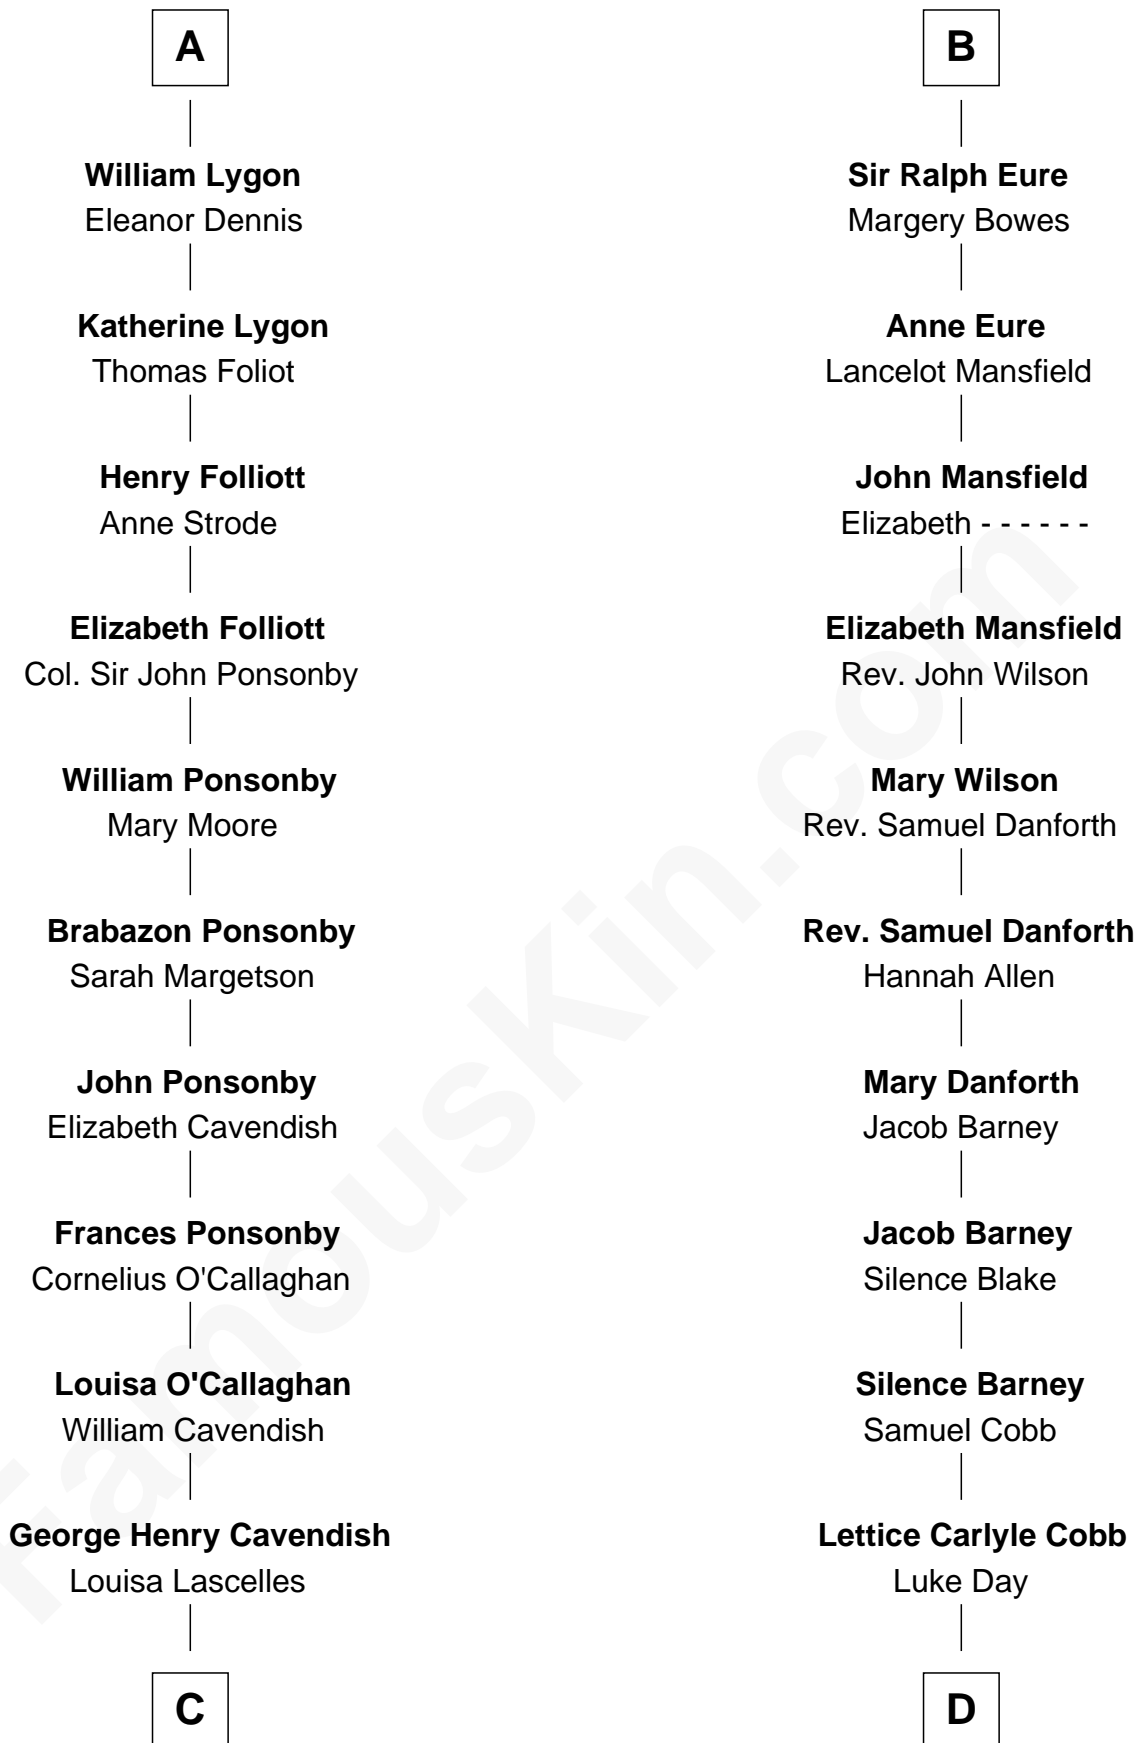 A
William Lygon
Eleanor Dennis
Katherine Lygon
Thomas Foliot
Henry Folliott
Anne Strode
Elizabeth Folliott
Col. Sir John Ponsonby
William Ponsonby
Mary Moore
Brabazon Ponsonby
Sarah Margetson
John Ponsonby
Elizabeth Cavendish
Frances Ponsonby
Cornelius O'Callaghan
Louisa O'Callaghan
William Cavendish
George Henry Cavendish
Louisa Lascelles
C
B
Sir Ralph Eure
Margery Bowes
Anne Eure
Lancelot Mansfield
John Mansfield
Elizabeth - - - - - -
Elizabeth Mansfield
Rev. John Wilson
Mary Wilson
Rev. Samuel Danforth
Rev. Samuel Danforth
Hannah Allen
Mary Danforth
Jacob Barney
Jacob Barney
Silence Blake
Silence Barney
Samuel Cobb
Lettice Carlyle Cobb
Luke Day
D
FamousKin.com